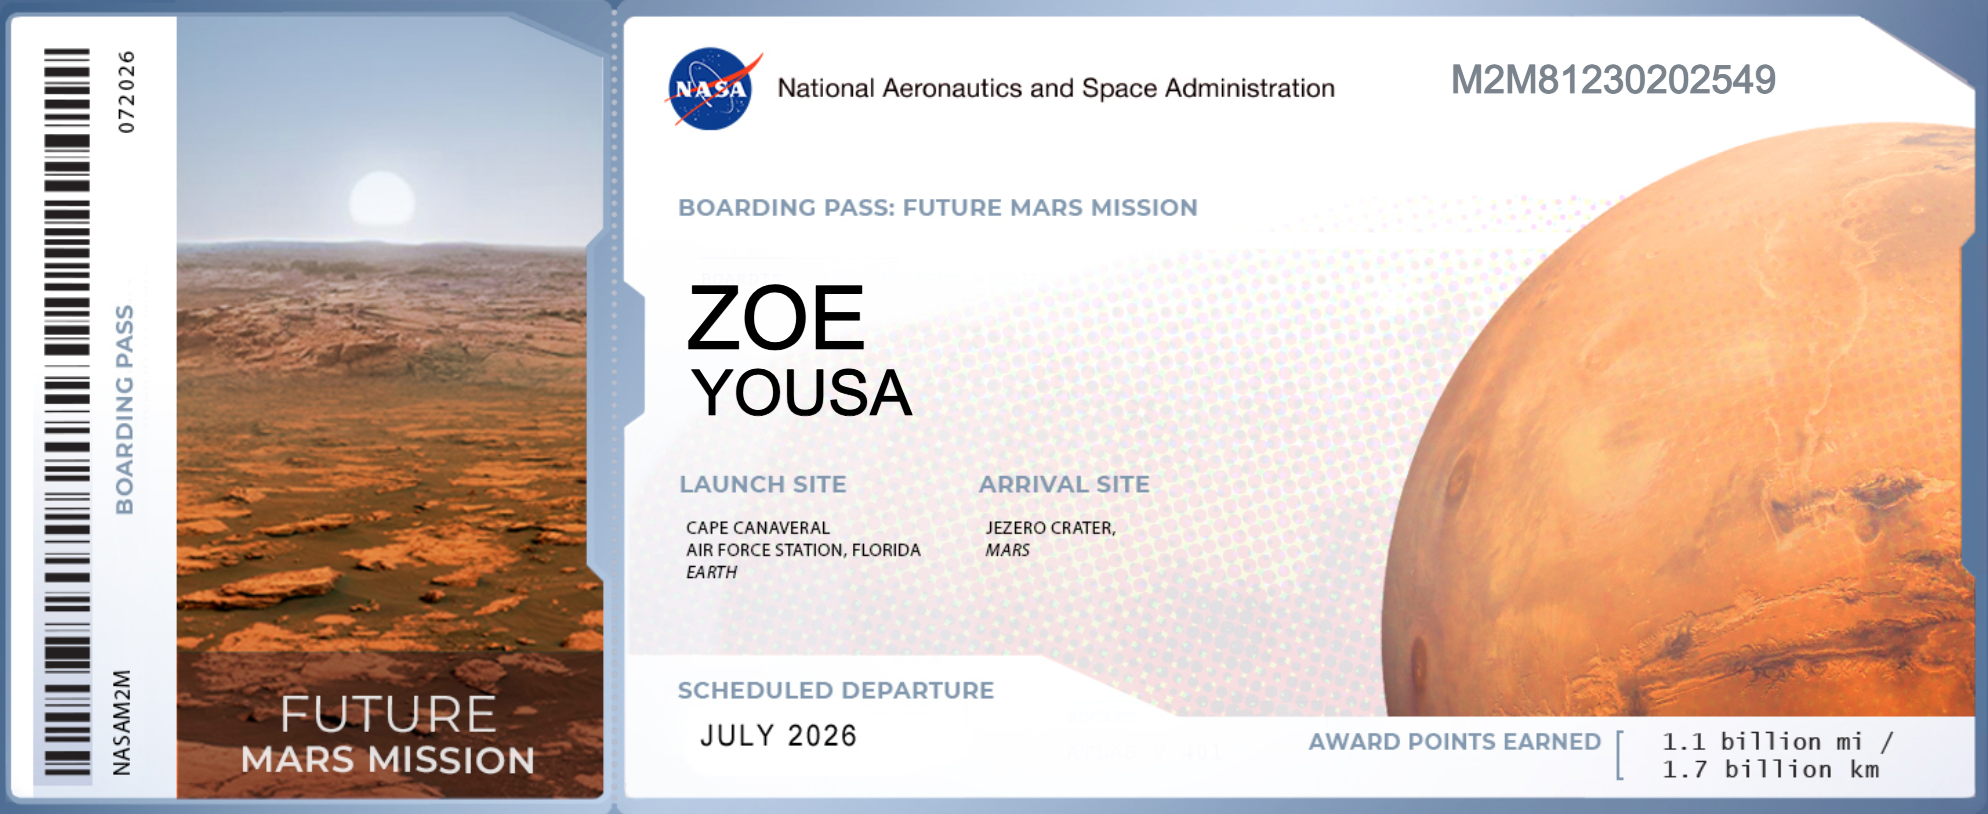 072026
BOARDING PASS
NASAM2M
FUTURE
MARS MISSION
NASA
National Aeronautics and Space Administration
M2M81230202549
BOARDING PASS: FUTURE MARS MISSION
ZOE
YOUSA
LAUNCH SITE
CAPE CANAVERAL
AIR FORCE STATION, FLORIDA
EARTH
ARRIVAL SITE
JEZERO CRATER,
MARS
SCHEDULED DEPARTURE
JULY 2026
AWARD POINTS EARNED
1.1 billion mi /
1.7 billion km